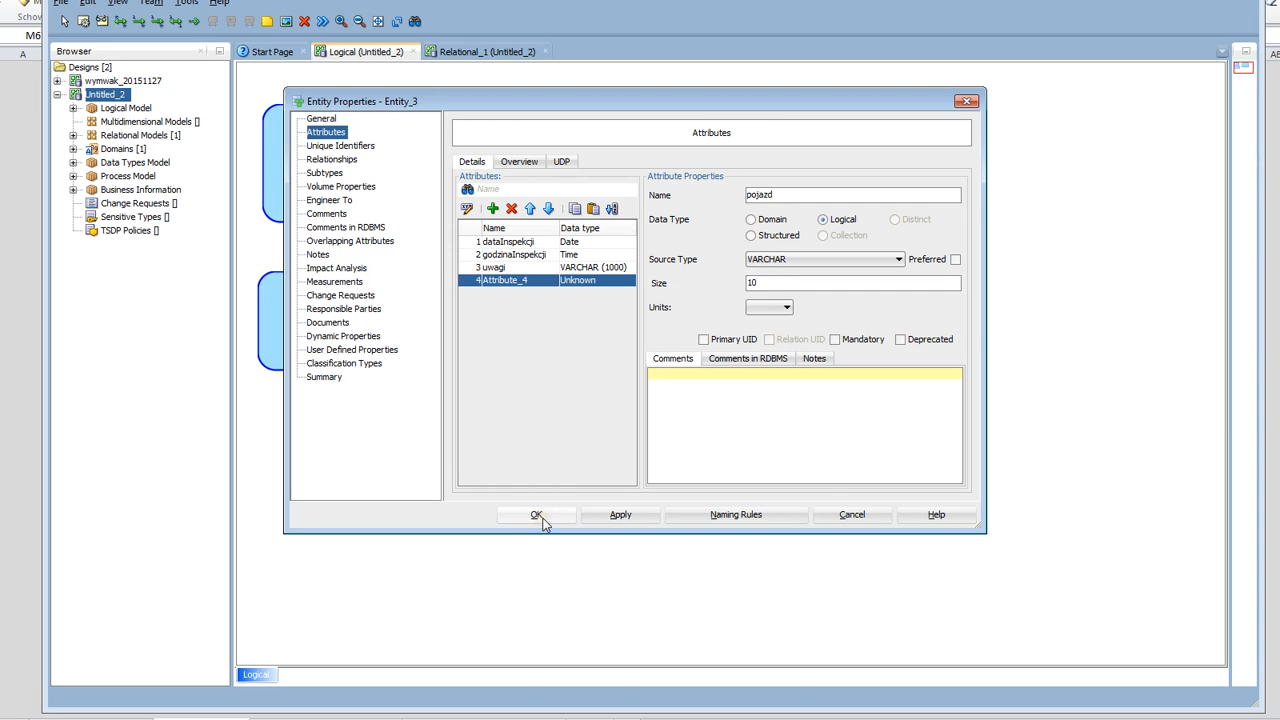 File Edit View Team Tools Help
M6
A
Browser
Start Page
Logical (Untitled_2)
Relational_1 (Untitled_2)
Designs [2]
wymwak_20151127
Untitled_2
Logical Model
Multidimensional Models []
Relational Models [1]
Domains [1]
Data Types Model
Process Model
Business Information
Change Requests []
Sensitive Types []
TSDP Policies []
Entity Properties - Entity_3
General
Attributes
Unique Identifiers
Relationships
Subtypes
Volume Properties
Engineer To
Comments
Comments in RDBMS
Overlapping Attributes
Notes
Impact Analysis
Measurements
Change Requests
Responsible Parties
Documents
Dynamic Properties
User Defined Properties
Classification Types
Summary
Attributes
Details Overview UDP
Attributes:
Name
Name Data type
1 dataInspekcji Date
2 godzinaInspekcji Time
3 uwagi VARCHAR (1000)
4 Attribute_4 Unknown
Attribute Properties
Name pojazd
Data Type Domain Logical Distinct
Structured Collection
Source Type VARCHAR Preferred
Size 10
Units:
Primary UID Relation UID Mandatory Deprecated
Comments Comments in RDBMS Notes
OK Apply Naming Rules Cancel Help
Logical